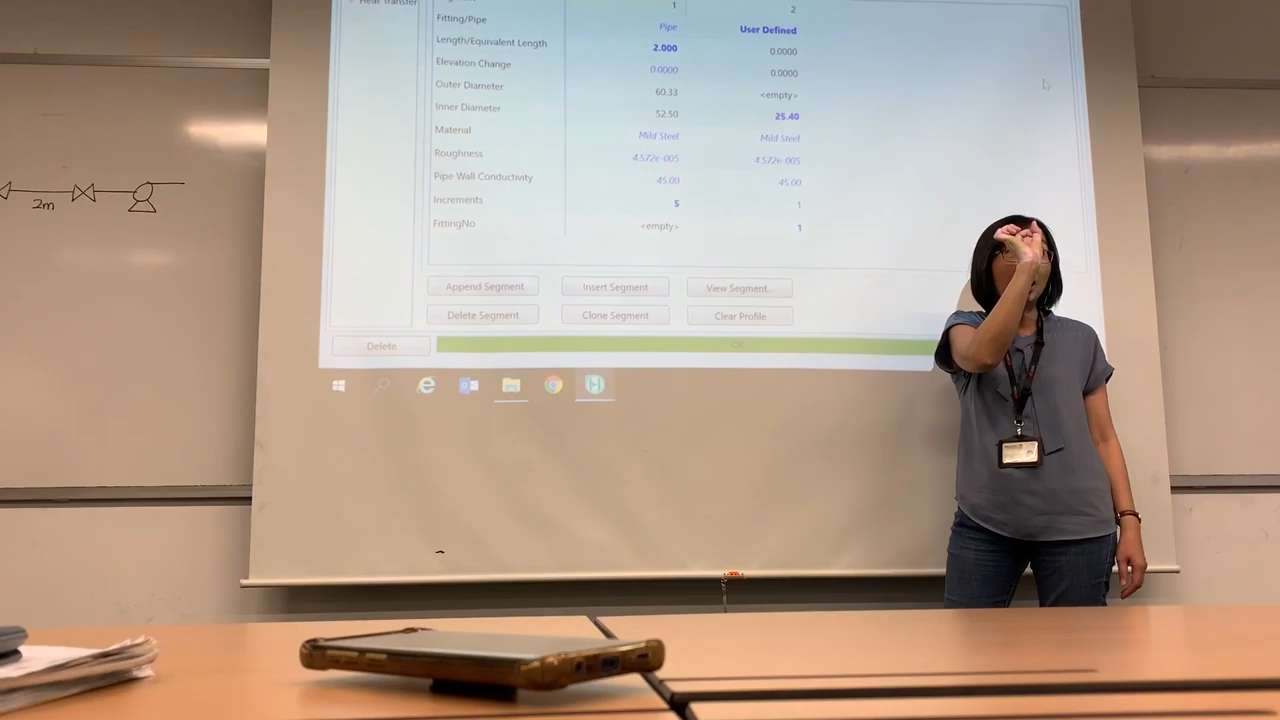 Heat Transfer
1 2
Fitting/Pipe Pipe User Defined
Length/Equivalent Length 2.000 0.0000
Elevation Change 0.0000 0.0000
Outer Diameter 60.33 <empty>
Inner Diameter 52.50 25.40
Material Mild Steel Mild Steel
Roughness 4.572e-005 4.572e-005
Pipe Wall Conductivity 45.00 45.00
Increments 5 1
FittingNo <empty> 1
Append Segment Insert Segment View Segment...
Delete Segment Clone Segment Clear Profile
Delete OK
2m